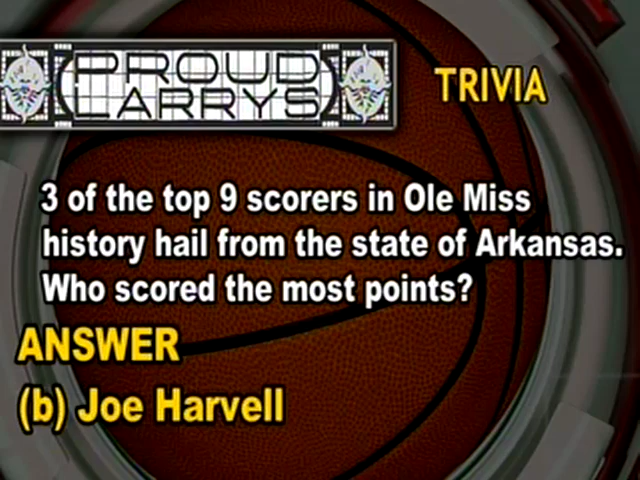 PROUD
LARRYS
TRIVIA
3 of the top 9 scorers in Ole Miss
history hail from the state of Arkansas.
Who scored the most points?
ANSWER
(b) Joe Harvell